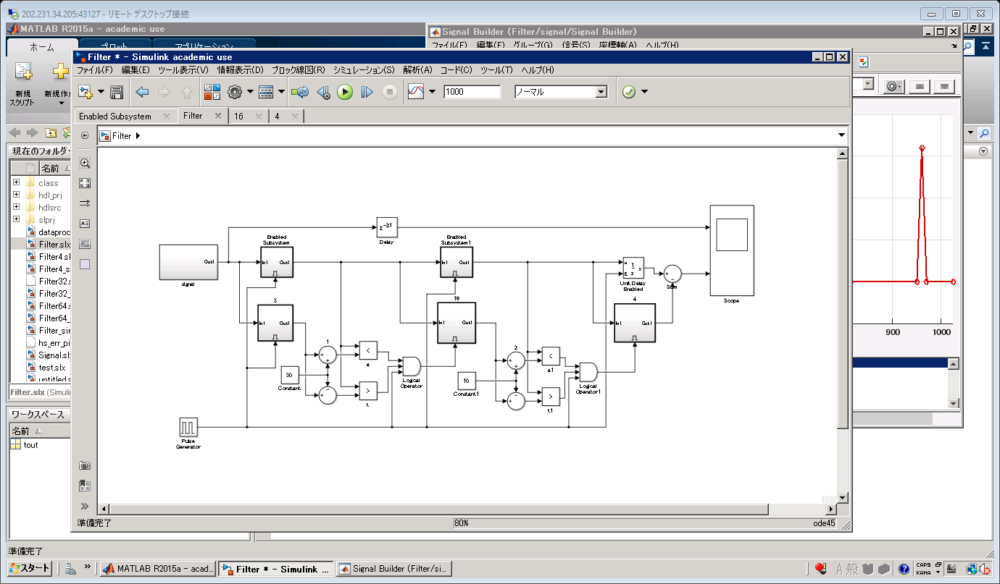 202.231.34.205:43127 - リモート デスクトップ接続
MATLAB R2015a - academic use
Signal Builder (Filter/signal/Signal Builder)
ホーム プロット アプリケーション
ファイル(F) 編集(E) グループ(G) 信号(S) 座標軸(A) ヘルプ(H)
Filter * - Simulink academic use
ファイル(F) 編集(E) ツール表示(V) 情報表示(D) ブロック線図(R) シミュレーション(S) 解析(A) コード(C) ツール(T) ヘルプ(H)
新規
スクリプト
新規作
1000
ノーマル
Enabled Subsystem
Filter
16
4
Filter
現在のフォルダー
名前
class
hdl_prj
hdlsrc
slprj
dataproc
Filter.slx
Filter4.sl
Filter4_s
Filter32.
Filter32_
Filter64.
Filter64_
Filter_sir
hs_err_pi
Signal.slx
test.slx
untitled.s
Filter.slx (Simulin
ワークスペース
名前
tout
Out1
signal
z-21
Delay
Enabled
Subsystem
In1 Out1
Enabled
Subsystem1
In1 Out1
u
E
1
2
y
Unit Delay
Enabled
Sum
Scope
3
In1 Out1
18
In1 Out1
4
In1 Out1
1
<
a
30
Constant
>
t
Logical
Operator
2
<
a1
10
Constant1
>
t1
Logical
Operator1
Pulse
Generator
900 1000
準備完了
80%
ode45
準備完了
スタート
MATLAB R2015a - acad...
Filter * - Simulink ...
Signal Builder (Filter/si...
A 般
CAPS
KANA